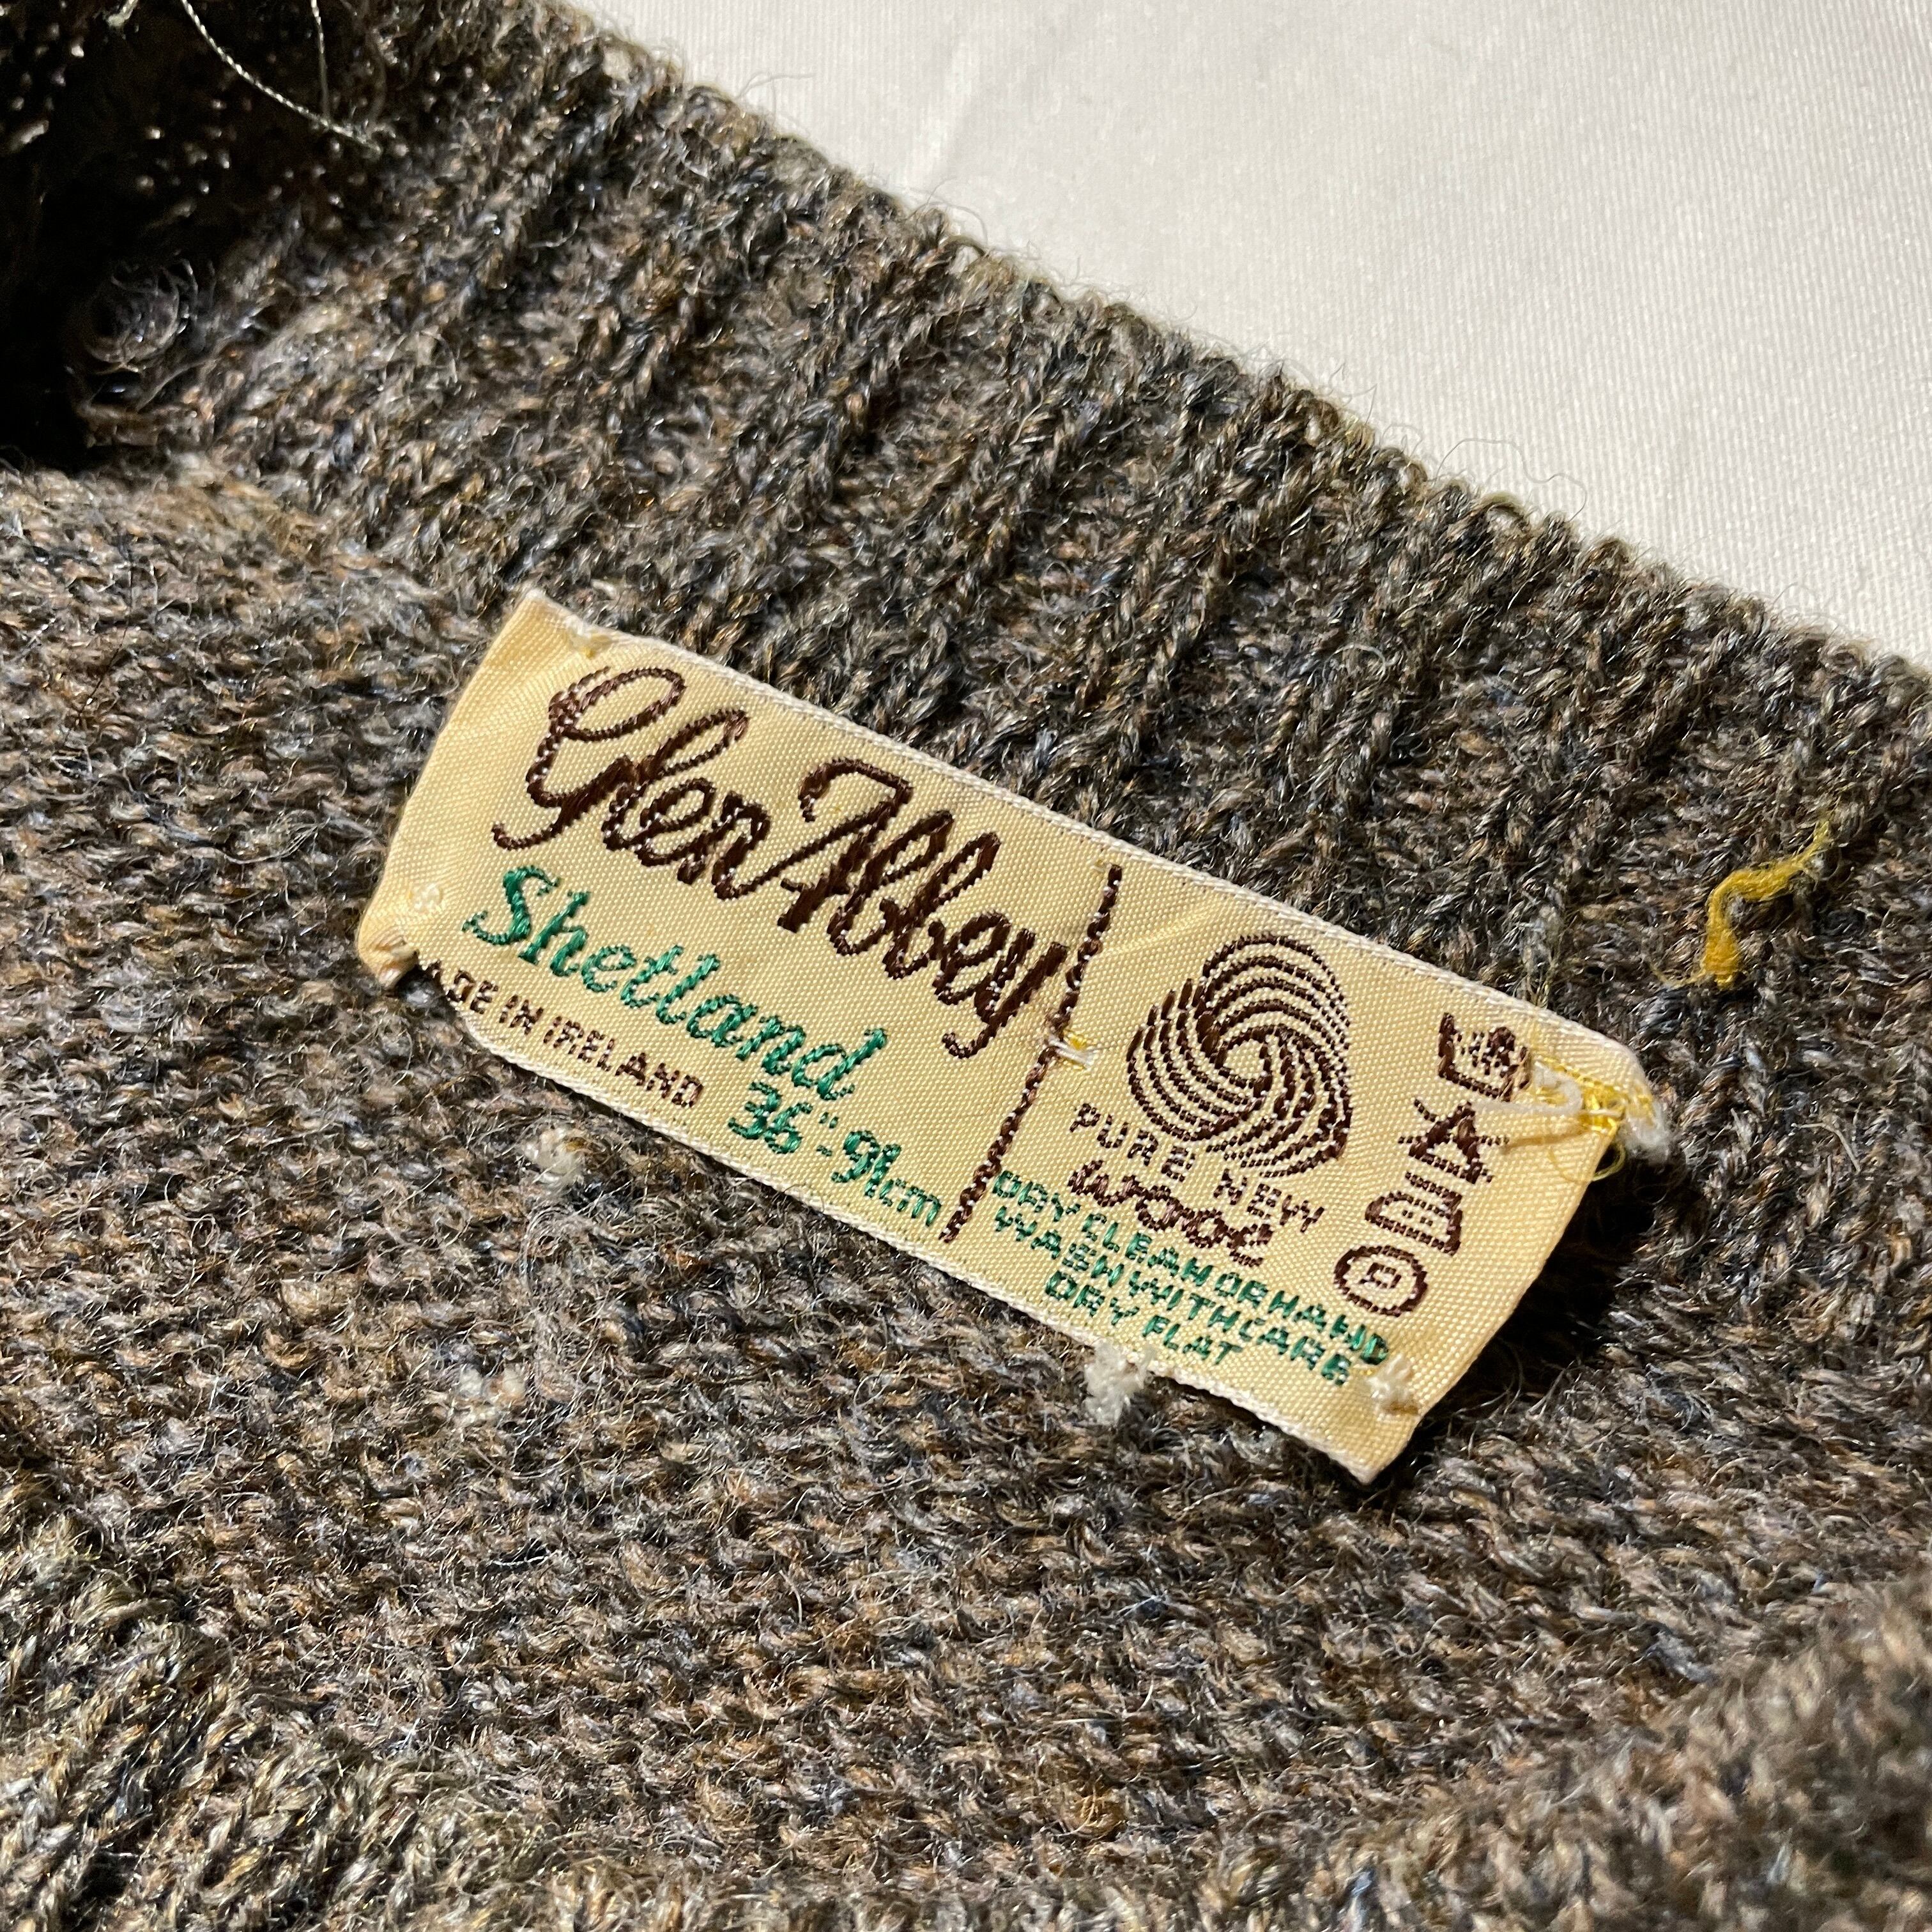 Glen Abbey
Shetland
MADE IN IRELAND
36" - 91cm
PURE NEW
WOOL
DRY CLEAN OR HAND
WASH WITH CARE
DRY FLAT
P